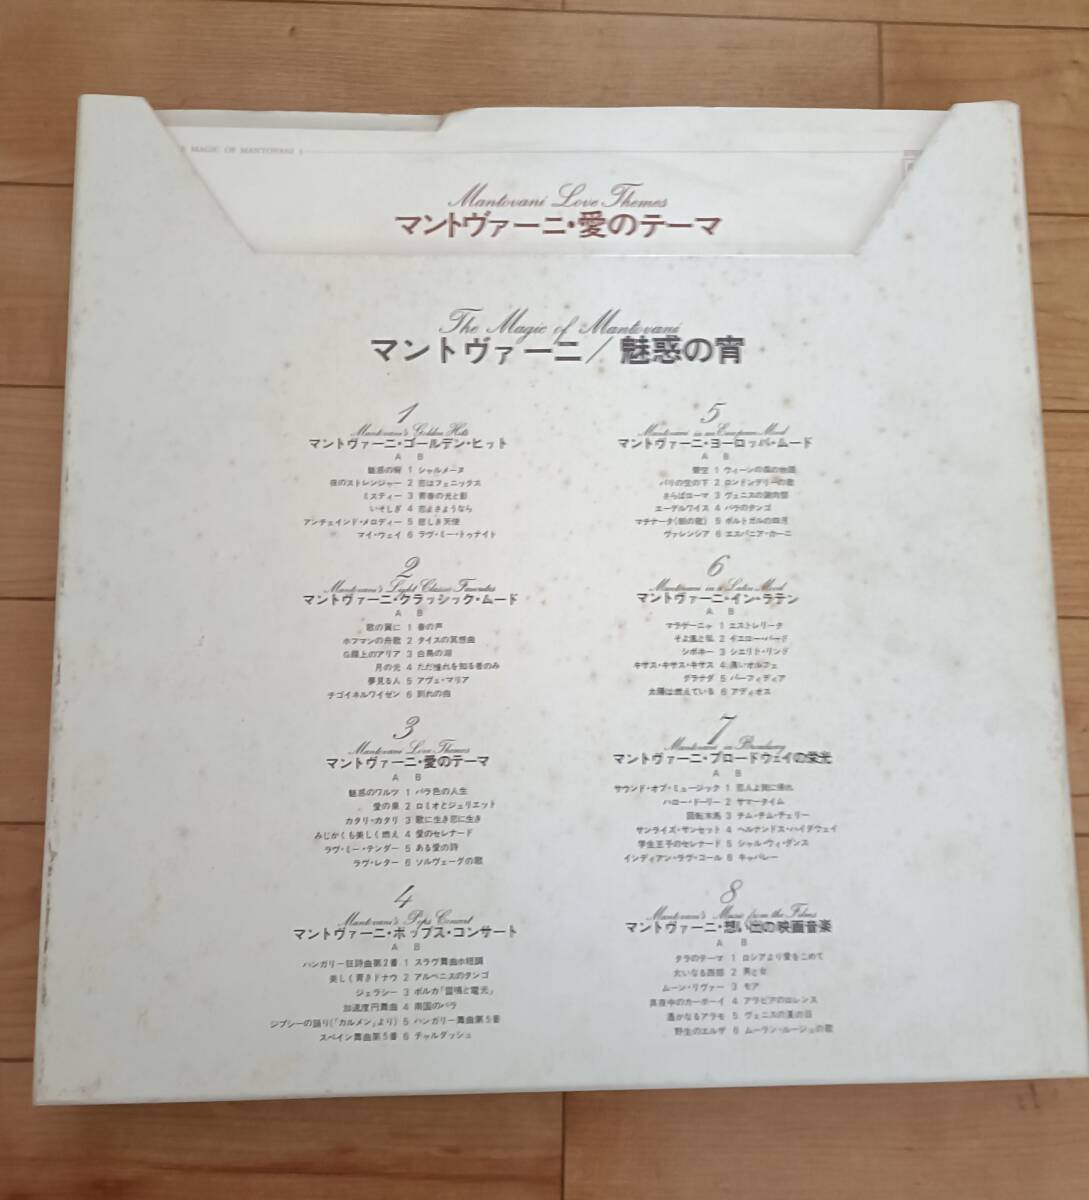 MAGIC OF MANTOVANI
Mantovani Love Themes
マントヴァーニ・愛のテーマ
The Magic of Mantovani
マントヴァーニ/魅惑の宵
1
Mantovani's Golden Hits
マントヴァーニ・ゴールデン・ヒット
A B
魅惑の宵 1 シャルメーヌ
夜のストレンジャー 2 恋はフェニックス
ミスティー 3 青春の光と影
いそしぎ 4 恋よさようなら
アンチェインド・メロディー 5 悲しき天使
マイ・ウェイ 6 ラヴ・ミー・トゥナイト
2
Mantovani's Light Classic Favorites
マントヴァーニ・クラッシック・ムード
A B
歌の翼に 1 春の声
ホフマンの舟歌 2 タイスの冥想曲
G線上のアリア 3 白鳥の湖
月の光 4 ただ憧れを知る者のみ
夢見る人 5 アヴェ・マリア
チゴイネルワイゼン 6 別れの曲
3
Mantovani Love Themes
マントヴァーニ・愛のテーマ
A B
魅惑のワルツ 1 バラ色の人生
愛の泉 2 ロミオとジュリエット
カタリ・カタリ 3 歌に生き恋に生き
みじかくも美しく燃え 4 愛のセレナード
ラヴ・ミー・テンダー 5 ある愛の詩
ラヴ・レター 6 ソルヴェーグの歌
4
Mantovani's Pops Concert
マントヴァーニ・ポップス・コンサート
A B
ハンガリー狂詩曲第2番 1 スラヴ舞曲ホ短調
美しく青きドナウ 2 アルベニスのタンゴ
ジェラシー 3 ポルカ「雷鳴と電光」
加速度円舞曲 4 南国のバラ
ジプシーの踊り(「カルメン」より) 5 ハンガリー舞曲第5番
スペイン舞曲第5番 6 チャルダッシュ
5
Mantovani in an European Mood
マントヴァーニ・ヨーロッパ・ムード
A B
碧空 1 ウィーンの森の物語
パリの空の下 2 ロンドンデリーの歌
さらばローマ 3 ヴェニスの謝肉祭
エーデルワイス 4 バラのタンゴ
マチナータ(朝の歌) 5 ポルトガルの四月
ヴァレンシア 6 エスパニア・カーニ
6
Mantovani in a Latin Mood
マントヴァーニ・イン・ラテン
A B
マラゲーニャ 1 エストレリータ
そよ風と私 2 イエロー・バード
シボネー 3 シエリト・リンド
キサス・キサス・キサス 4 黒いオルフェ
グラナダ 5 パーフィディア
太陽は燃えている 6 アディオス
7
Mantovani on Broadway
マントヴァーニ・ブロードウェイの栄光
A B
サウンド・オブ・ミュージック 1 恋人よ我に帰れ
ハロー・ドーリー 2 サマータイム
回転木馬 3 チム・チム・チェリー
サンライズ・サンセット 4 ヘルナンドス・ハイダウェイ
学生王子のセレナード 5 シャル・ウィ・ダンス
インディアン・ラヴ・コール 6 キャバレー
8
Mantovani's Music from the Films
マントヴァーニ・想い出の映画音楽
A B
タラのテーマ 1 ロシアより愛をこめて
大いなる西部 2 男と女
ムーン・リヴァー 3 モア
真夜中のカーボーイ 4 アラビアのロレンス
遥かなるアラモ 5 ヴェニスの夏の日
野生のエルザ 6 ムーラン・ルージュの歌